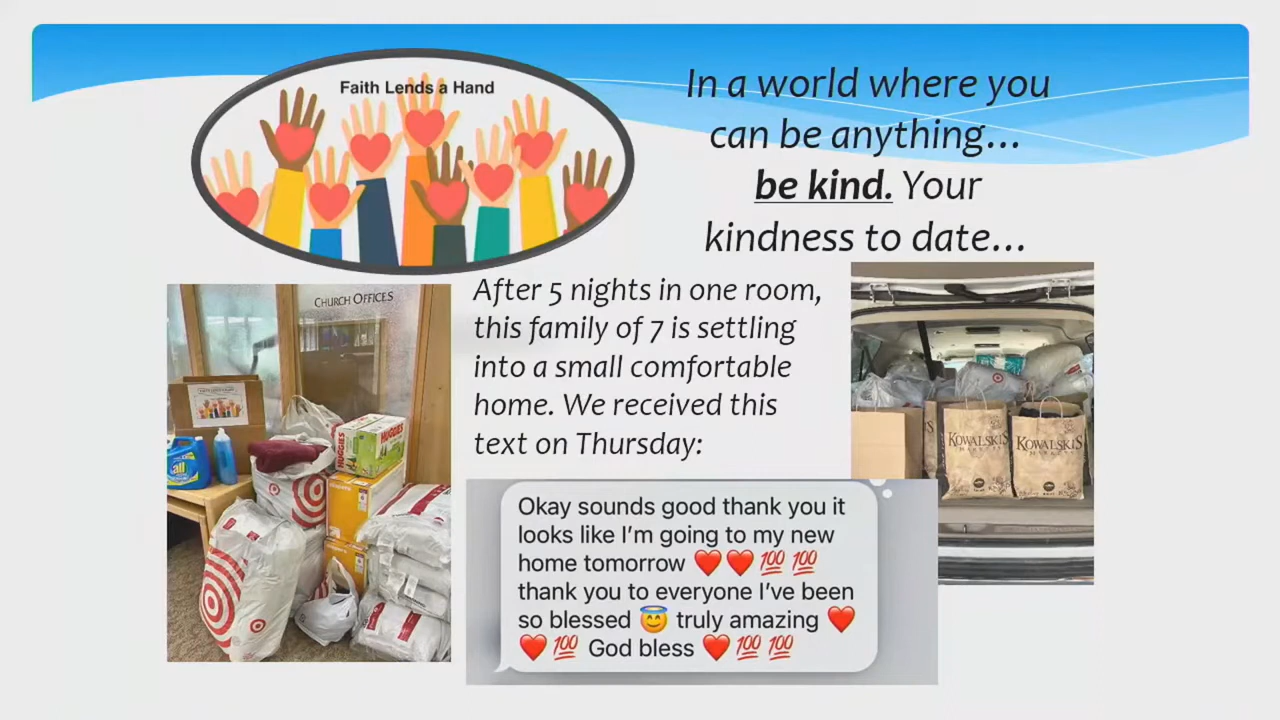 Faith Lends a Hand
In a world where you
can be anything...
be kind. Your
kindness to date...
After 5 nights in one room,
this family of 7 is settling
into a small comfortable
home. We received this
text on Thursday:
CHURCH OFFICES
HUGGIES
HUGGIES
all
KOWALSKI'S
MARKETS
KOWALSKI'S
MARKETS
Okay sounds good thank you it
looks like I'm going to my new
home tomorrow ❤️❤️💯💯
thank you to everyone I've been
so blessed 😇 truly amazing ❤️
❤️💯 God bless ❤️💯💯